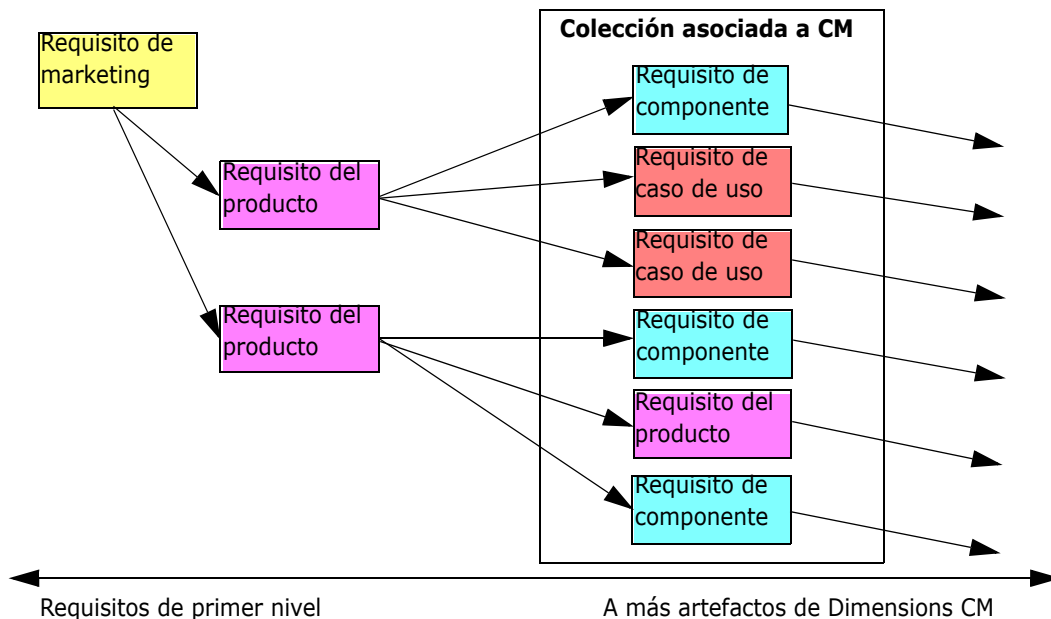 Requisito de
marketing
Requisito del
producto
Requisito del
producto
Colección asociada a CM
Requisito de
componente
Requisito de
caso de uso
Requisito de
caso de uso
Requisito de
componente
Requisito del
producto
Requisito de
componente
Requisitos de primer nivel
A más artefactos de Dimensions CM